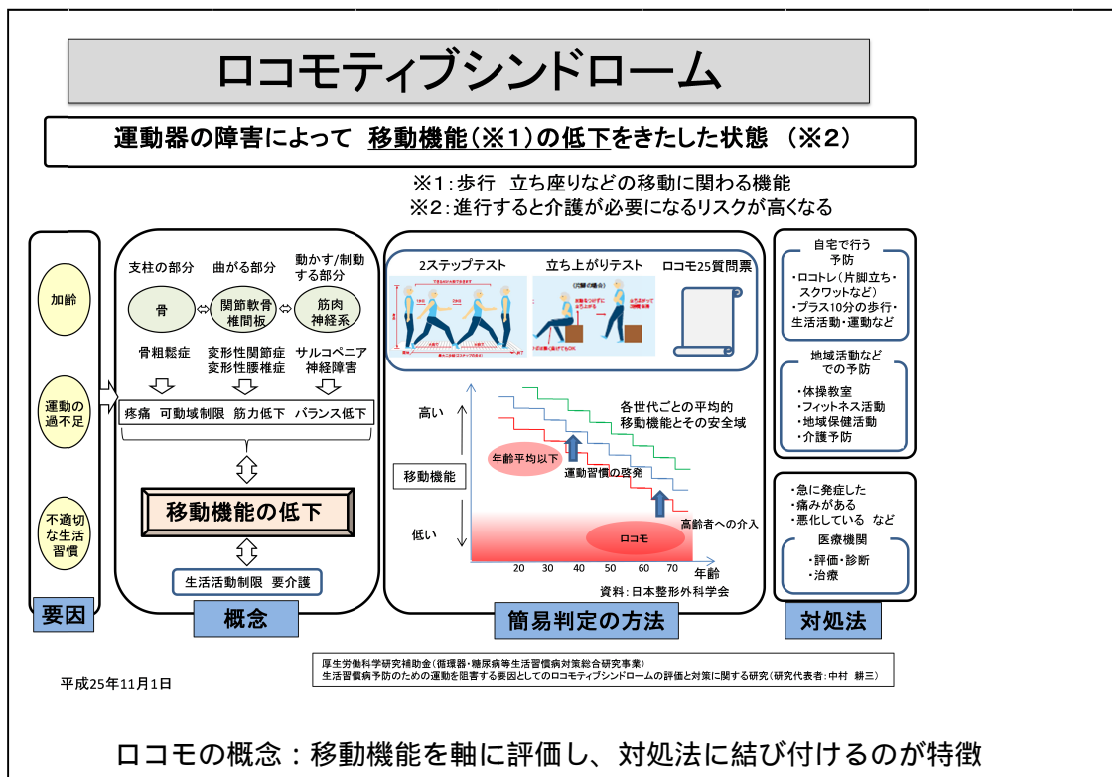 ロコモティブシンドローム
運動器の障害によって 移動機能(※1)の低下をきたした状態 (※2)
※1:歩行 立ち座りなどの移動に関わる機能
※2:進行すると介護が必要になるリスクが高くなる
加齢
運動の
過不足
不適切
な生活
習慣
要因
支柱の部分
曲がる部分
動かす/制動
する部分
骨
関節軟骨
椎間板
筋肉
神経系
骨粗鬆症
変形性関節症
変形性腰椎症
サルコペニア
神経障害
疼痛 可動域制限 筋力低下 バランス低下
移動機能の低下
生活活動制限 要介護
概念
2ステップテスト
立ち上がりテスト
ロコモ25質問票
高い
移動機能
低い
各世代ごとの平均的
移動機能とその安全域
年齢平均以下
運動習慣の啓発
高齢者への介入
ロコモ
20 30 40 50 60 70
年齢
資料:日本整形外科学会
簡易判定の方法
自宅で行う
予防
・ロコトレ(片脚立ち・
スクワットなど)
・プラス10分の歩行・
生活活動・運動など
地域活動など
での予防
・体操教室
・フィットネス活動
・地域保健活動
・介護予防
・急に発症した
・痛みがある
・悪化している など
医療機関
・評価・診断
・治療
対処法
平成25年11月1日
厚生労働科学研究補助金(循環器・糖尿病等生活習慣病対策総合研究事業)
生活習慣病予防のための運動を阻害する要因としてのロコモティブシンドロームの評価と対策に関する研究(研究代表者:中村 耕三)
ロコモの概念:移動機能を軸に評価し、対処法に結び付けるのが特徴